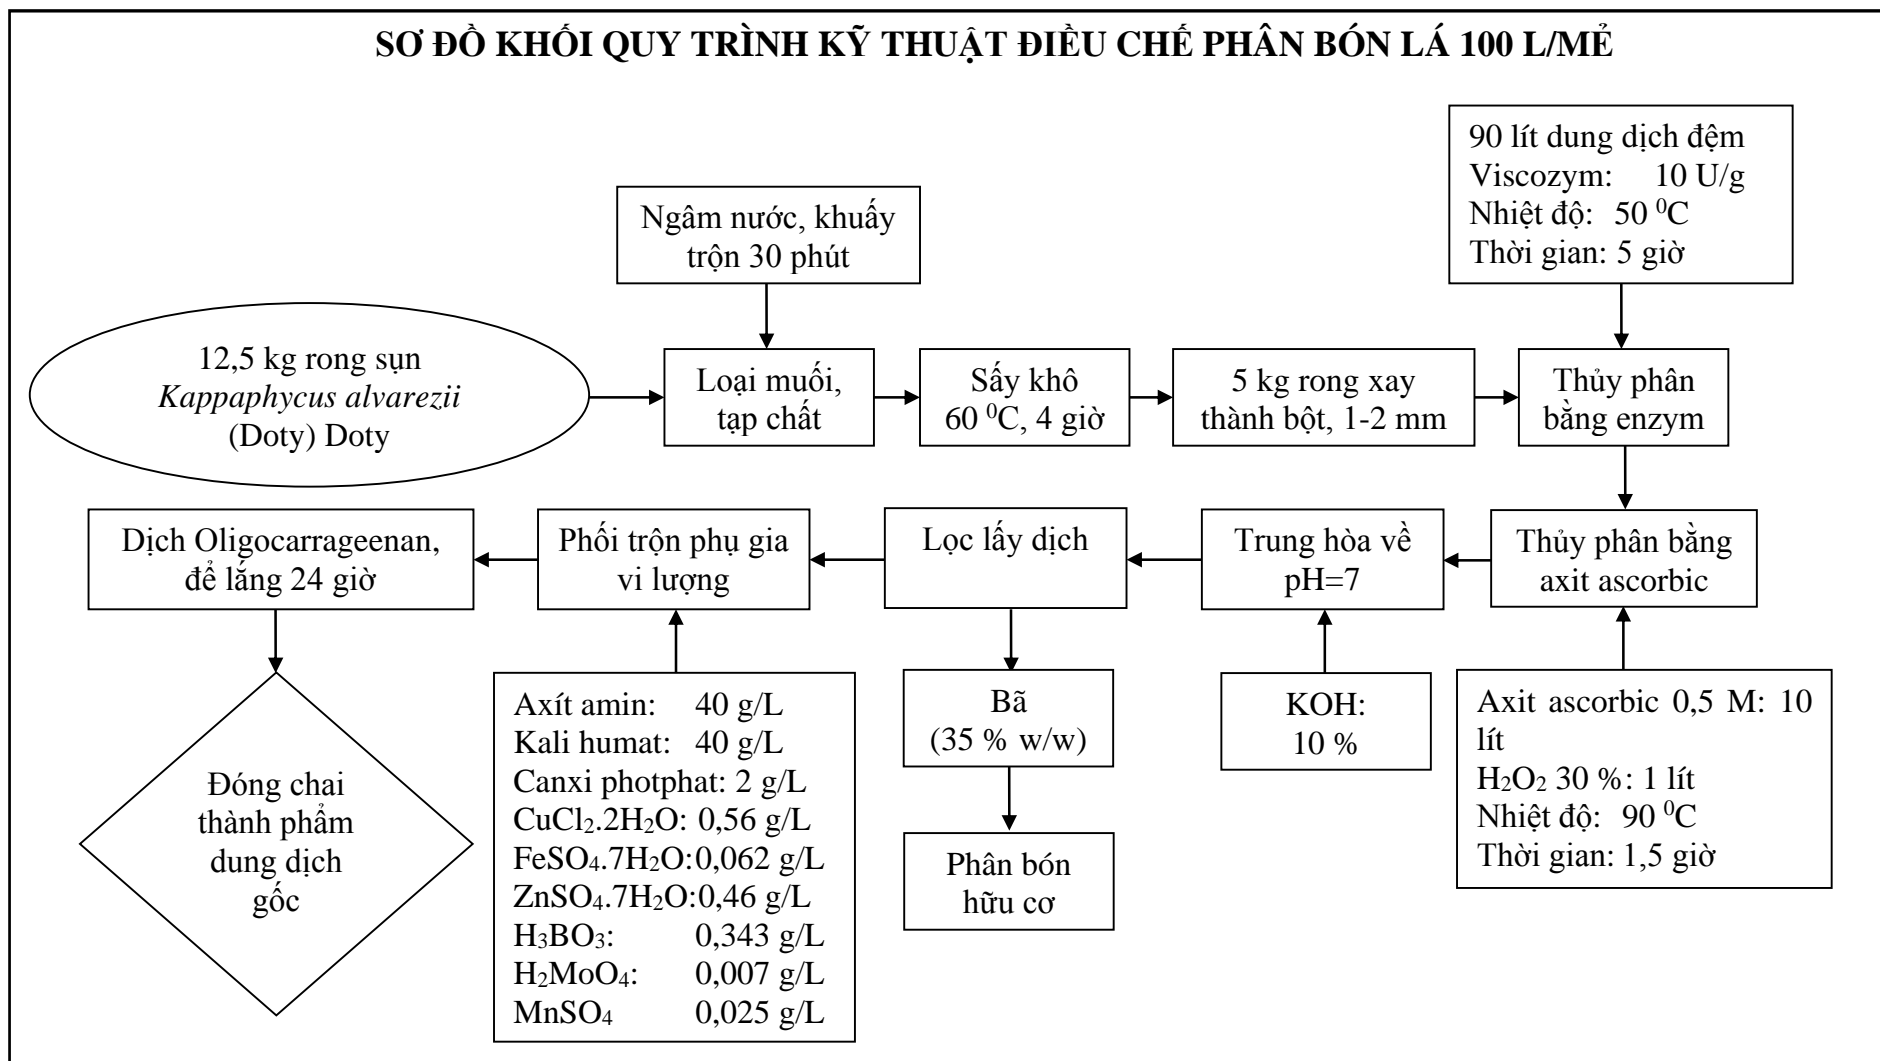 SƠ ĐỒ KHỐI QUY TRÌNH KỸ THUẬT ĐIỀU CHẾ PHÂN BÓN LÁ 100 L/MẺ
90 lít dung dịch đệm
Viscozym: 10 U/g
Nhiệt độ: 50 ⁰C
Thời gian: 5 giờ
Ngâm nước, khuấy
trộn 30 phút
12,5 kg rong sụn
Kappaphycus alvarezii
(Doty) Doty
Loại muối,
tạp chất
Sấy khô
60 ⁰C, 4 giờ
5 kg rong xay
thành bột, 1-2 mm
Thủy phân
bằng enzym
Thủy phân bằng
axit ascorbic
Trung hòa về
pH=7
Lọc lấy dịch
Phối trộn phụ gia
vi lượng
Dịch Oligocarrageenan,
để lắng 24 giờ
Axit ascorbic 0,5 M: 10
lít
H₂O₂ 30 %: 1 lít
Nhiệt độ: 90 ⁰C
Thời gian: 1,5 giờ
KOH:
10 %
Bã
(35 % w/w)
Phân bón
hữu cơ
Axít amin: 40 g/L
Kali humat: 40 g/L
Canxi photphat: 2 g/L
CuCl₂.2H₂O: 0,56 g/L
FeSO₄.7H₂O:0,062 g/L
ZnSO₄.7H₂O:0,46 g/L
H₃BO₃: 0,343 g/L
H₂MoO₄: 0,007 g/L
MnSO₄ 0,025 g/L
Đóng chai
thành phẩm
dung dịch
gốc